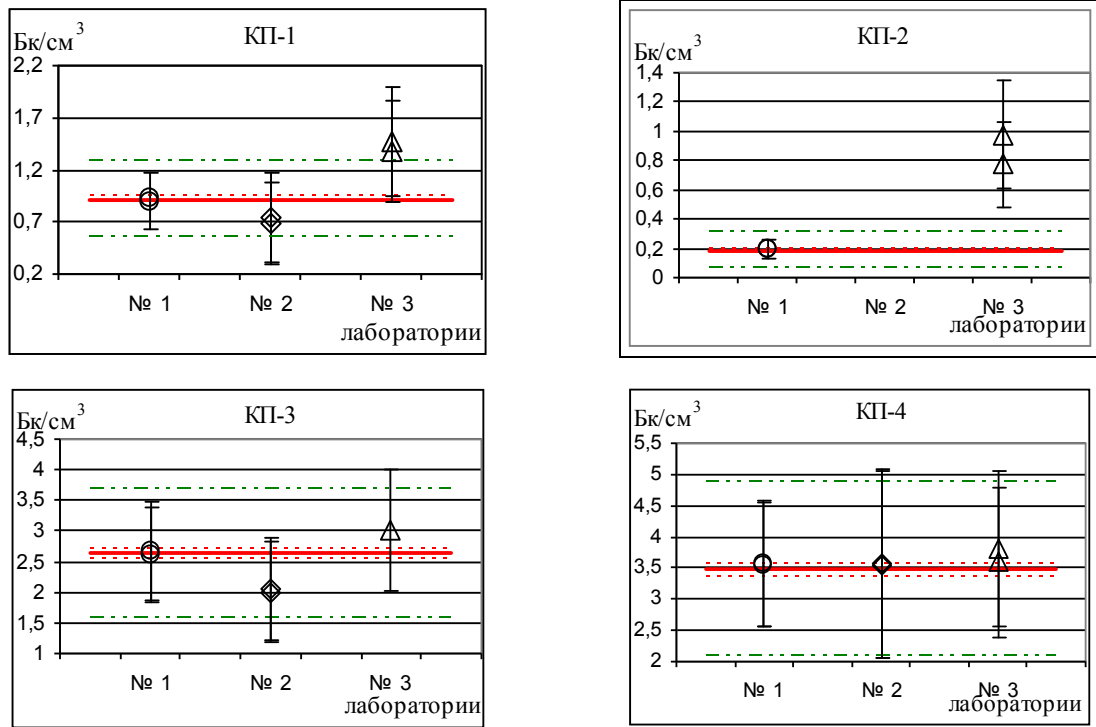 КП-1
Бк/см³
2,2
1,7
1,2
0,7
0,2
№ 1 № 2 № 3
лаборатории
КП-2
Бк/см³
1,4
1,2
1
0,8
0,6
0,4
0,2
0
№ 1 № 2 № 3
лаборатории
КП-3
Бк/см³
4,5
4
3,5
3
2,5
2
1,5
1
№ 1 № 2 № 3
лаборатории
КП-4
Бк/см³
5,5
5
4,5
4
3,5
3
2,5
2
№ 1 № 2 № 3
лаборатории